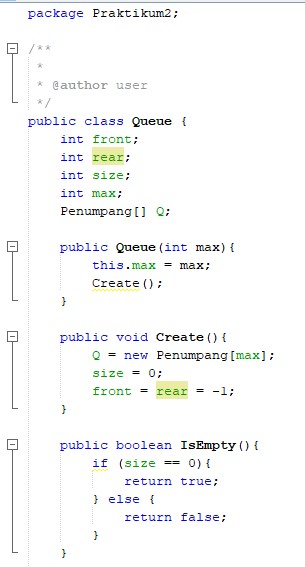 package Praktikum2;
/**
 *
 * @author user
 */
public class Queue {
    int front;
    int rear;
    int size;
    int max;
    Penumpang[] Q;
    public Queue(int max){
        this.max = max;
        Create();
    }
    public void Create(){
        Q = new Penumpang[max];
        size = 0;
        front = rear = -1;
    }
    public boolean IsEmpty(){
        if (size == 0){
            return true;
        } else {
            return false;
        }
    }